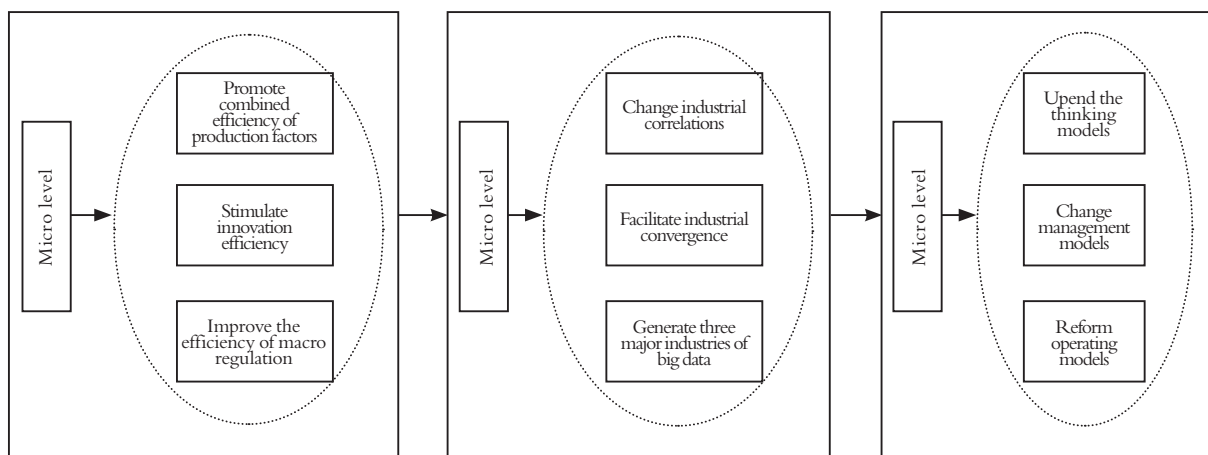 Micro level
Promote
combined
efficiency of
production factors
Stimulate
innovation
efficiency
Improve the
efficiency of macro
regulation
Micro level
Change industrial
correlations
Facilitate industrial
convergence
Generate three
major industries of
big data
Micro level
Upend the
thinking
models
Change
management
models
Reform
operating
models